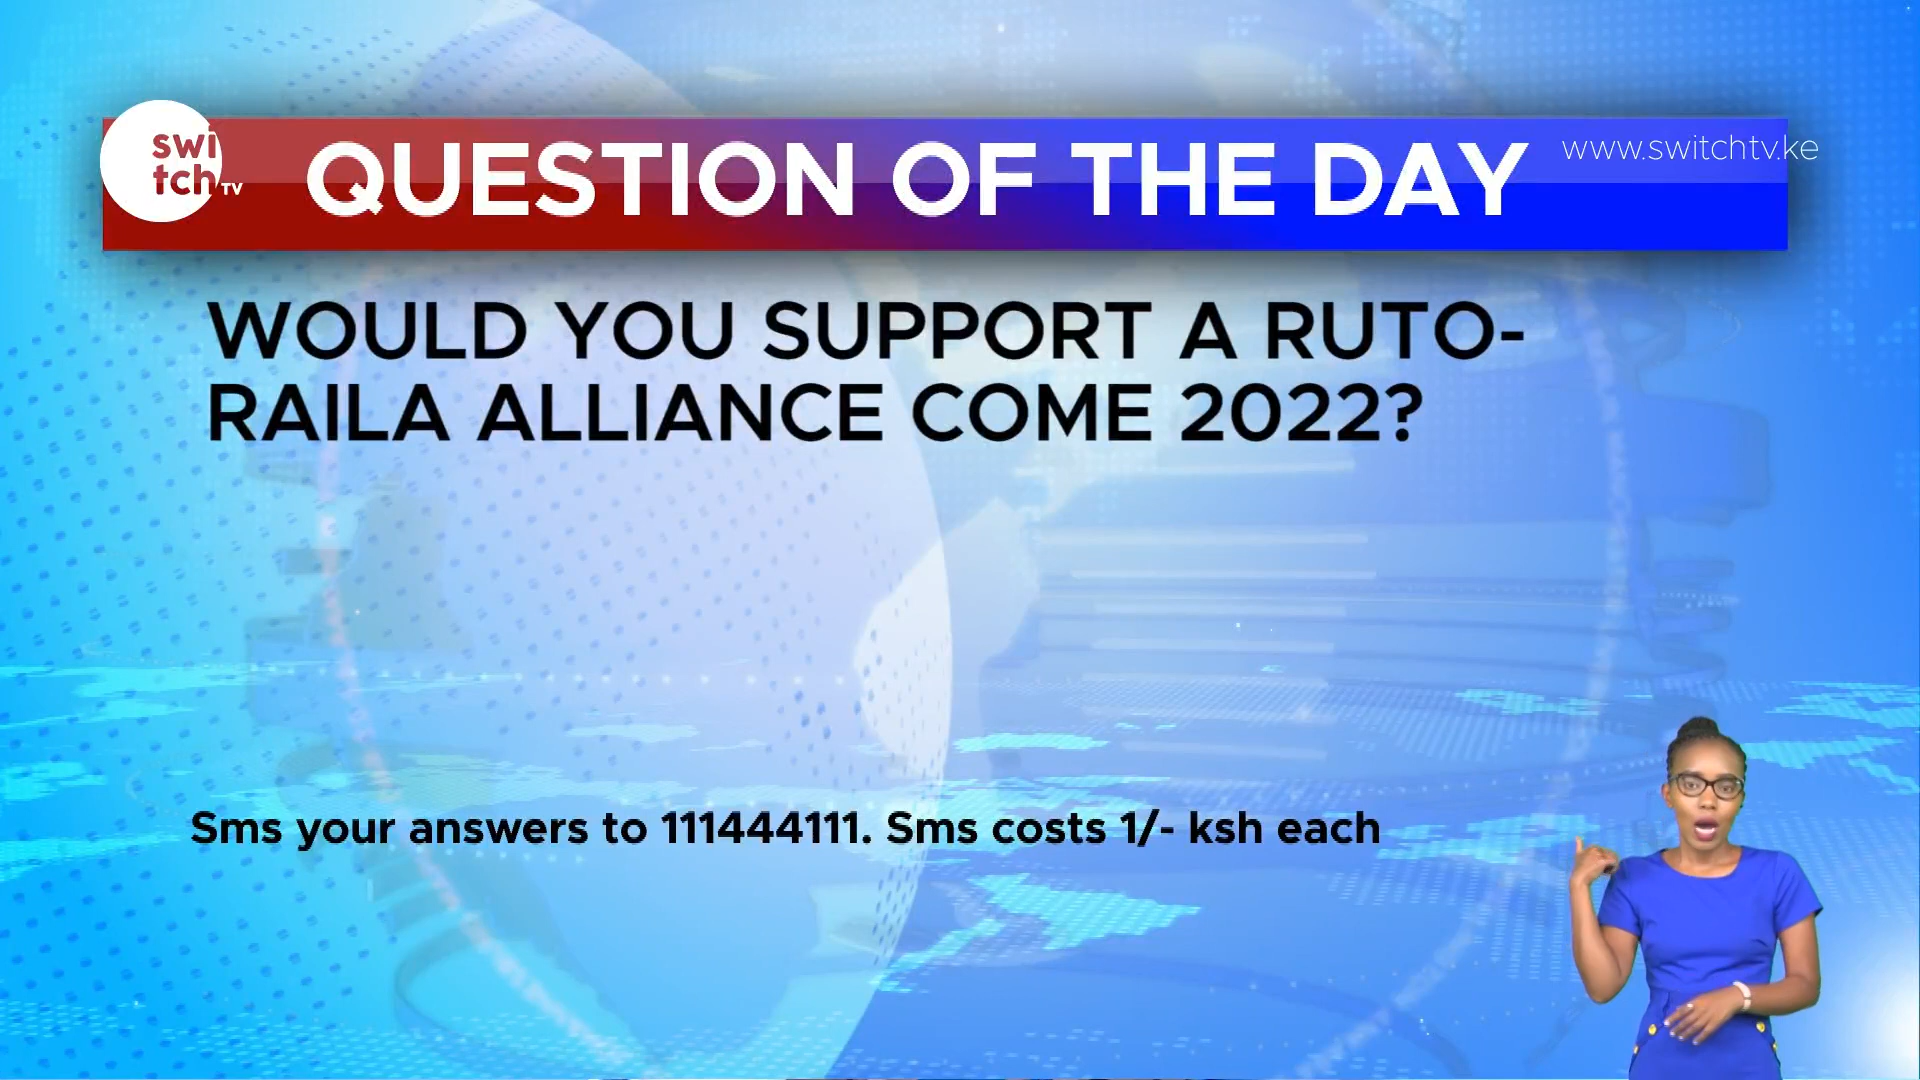 swi
tch TV
QUESTION OF THE DAY
www.switchtv.ke
WOULD YOU SUPPORT A RUTO-
RAILA ALLIANCE COME 2022?
Sms your answers to 111444111. Sms costs 1/- ksh each